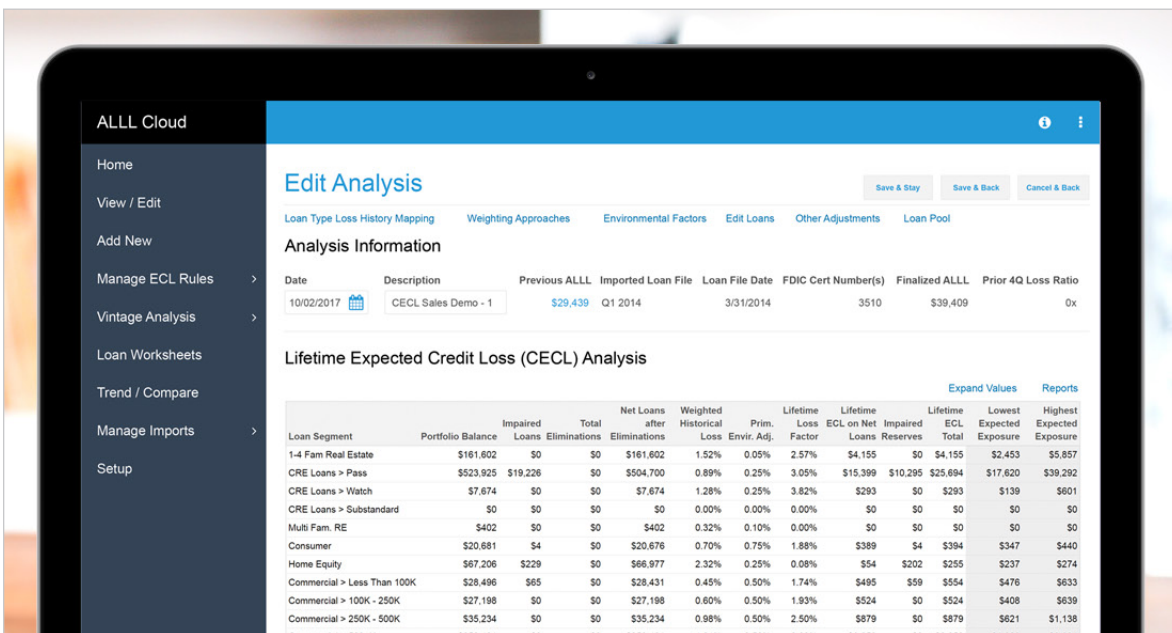 ALLL Cloud
Home
View / Edit
Add New
Manage ECL Rules
Vintage Analysis
Loan Worksheets
Trend / Compare
Manage Imports
Setup
Edit Analysis
Save & Stay Save & Back Cancel & Back
Loan Type Loss History Mapping Weighting Approaches Environmental Factors Edit Loans Other Adjustments Loan Pool
Analysis Information
Date Description Previous ALLL Imported Loan File Loan File Date FDIC Cert Number(s) Finalized ALLL Prior 4Q Loss Ratio
10/02/2017 CECL Sales Demo - 1 $29,439 Q1 2014 3/31/2014 3510 $39,409 0x
Lifetime Expected Credit Loss (CECL) Analysis
Expand Values Reports
Net Loans Weighted Lifetime Lifetime Lifetime Lowest Highest
Impaired Total after Historical Prim. Loss ECL on Net Impaired ECL Expected Expected
Loan Segment Portfolio Balance Loans Eliminations Eliminations Loss Envir. Adj. Factor Loans Reserves Total Exposure Exposure
1-4 Fam Real Estate $161,602 $0 $0 $161,602 1.52% 0.05% 2.57% $4,155 $0 $4,155 $2,453 $5,857
CRE Loans > Pass $523,925 $19,226 $0 $504,700 0.89% 0.25% 3.05% $15,399 $10,295 $25,694 $17,620 $39,292
CRE Loans > Watch $7,674 $0 $0 $7,674 1.28% 0.25% 3.82% $293 $0 $293 $139 $601
CRE Loans > Substandard $0 $0 $0 $0 0.00% 0.00% 0.00% $0 $0 $0 $0 $0
Multi Fam. RE $402 $0 $0 $402 0.32% 0.10% 0.00% $0 $0 $0 $0 $0
Consumer $20,681 $4 $0 $20,676 0.70% 0.75% 1.88% $389 $4 $394 $347 $440
Home Equity $67,206 $229 $0 $66,977 2.32% 0.25% 0.08% $54 $202 $255 $237 $274
Commercial > Less Than 100K $28,496 $65 $0 $28,431 0.45% 0.50% 1.74% $495 $59 $554 $476 $633
Commercial > 100K - 250K $27,198 $0 $0 $27,198 0.60% 0.50% 1.93% $524 $0 $524 $408 $639
Commercial > 250K - 500K $35,234 $0 $0 $35,234 0.98% 0.50% 2.50% $879 $0 $879 $621 $1,138